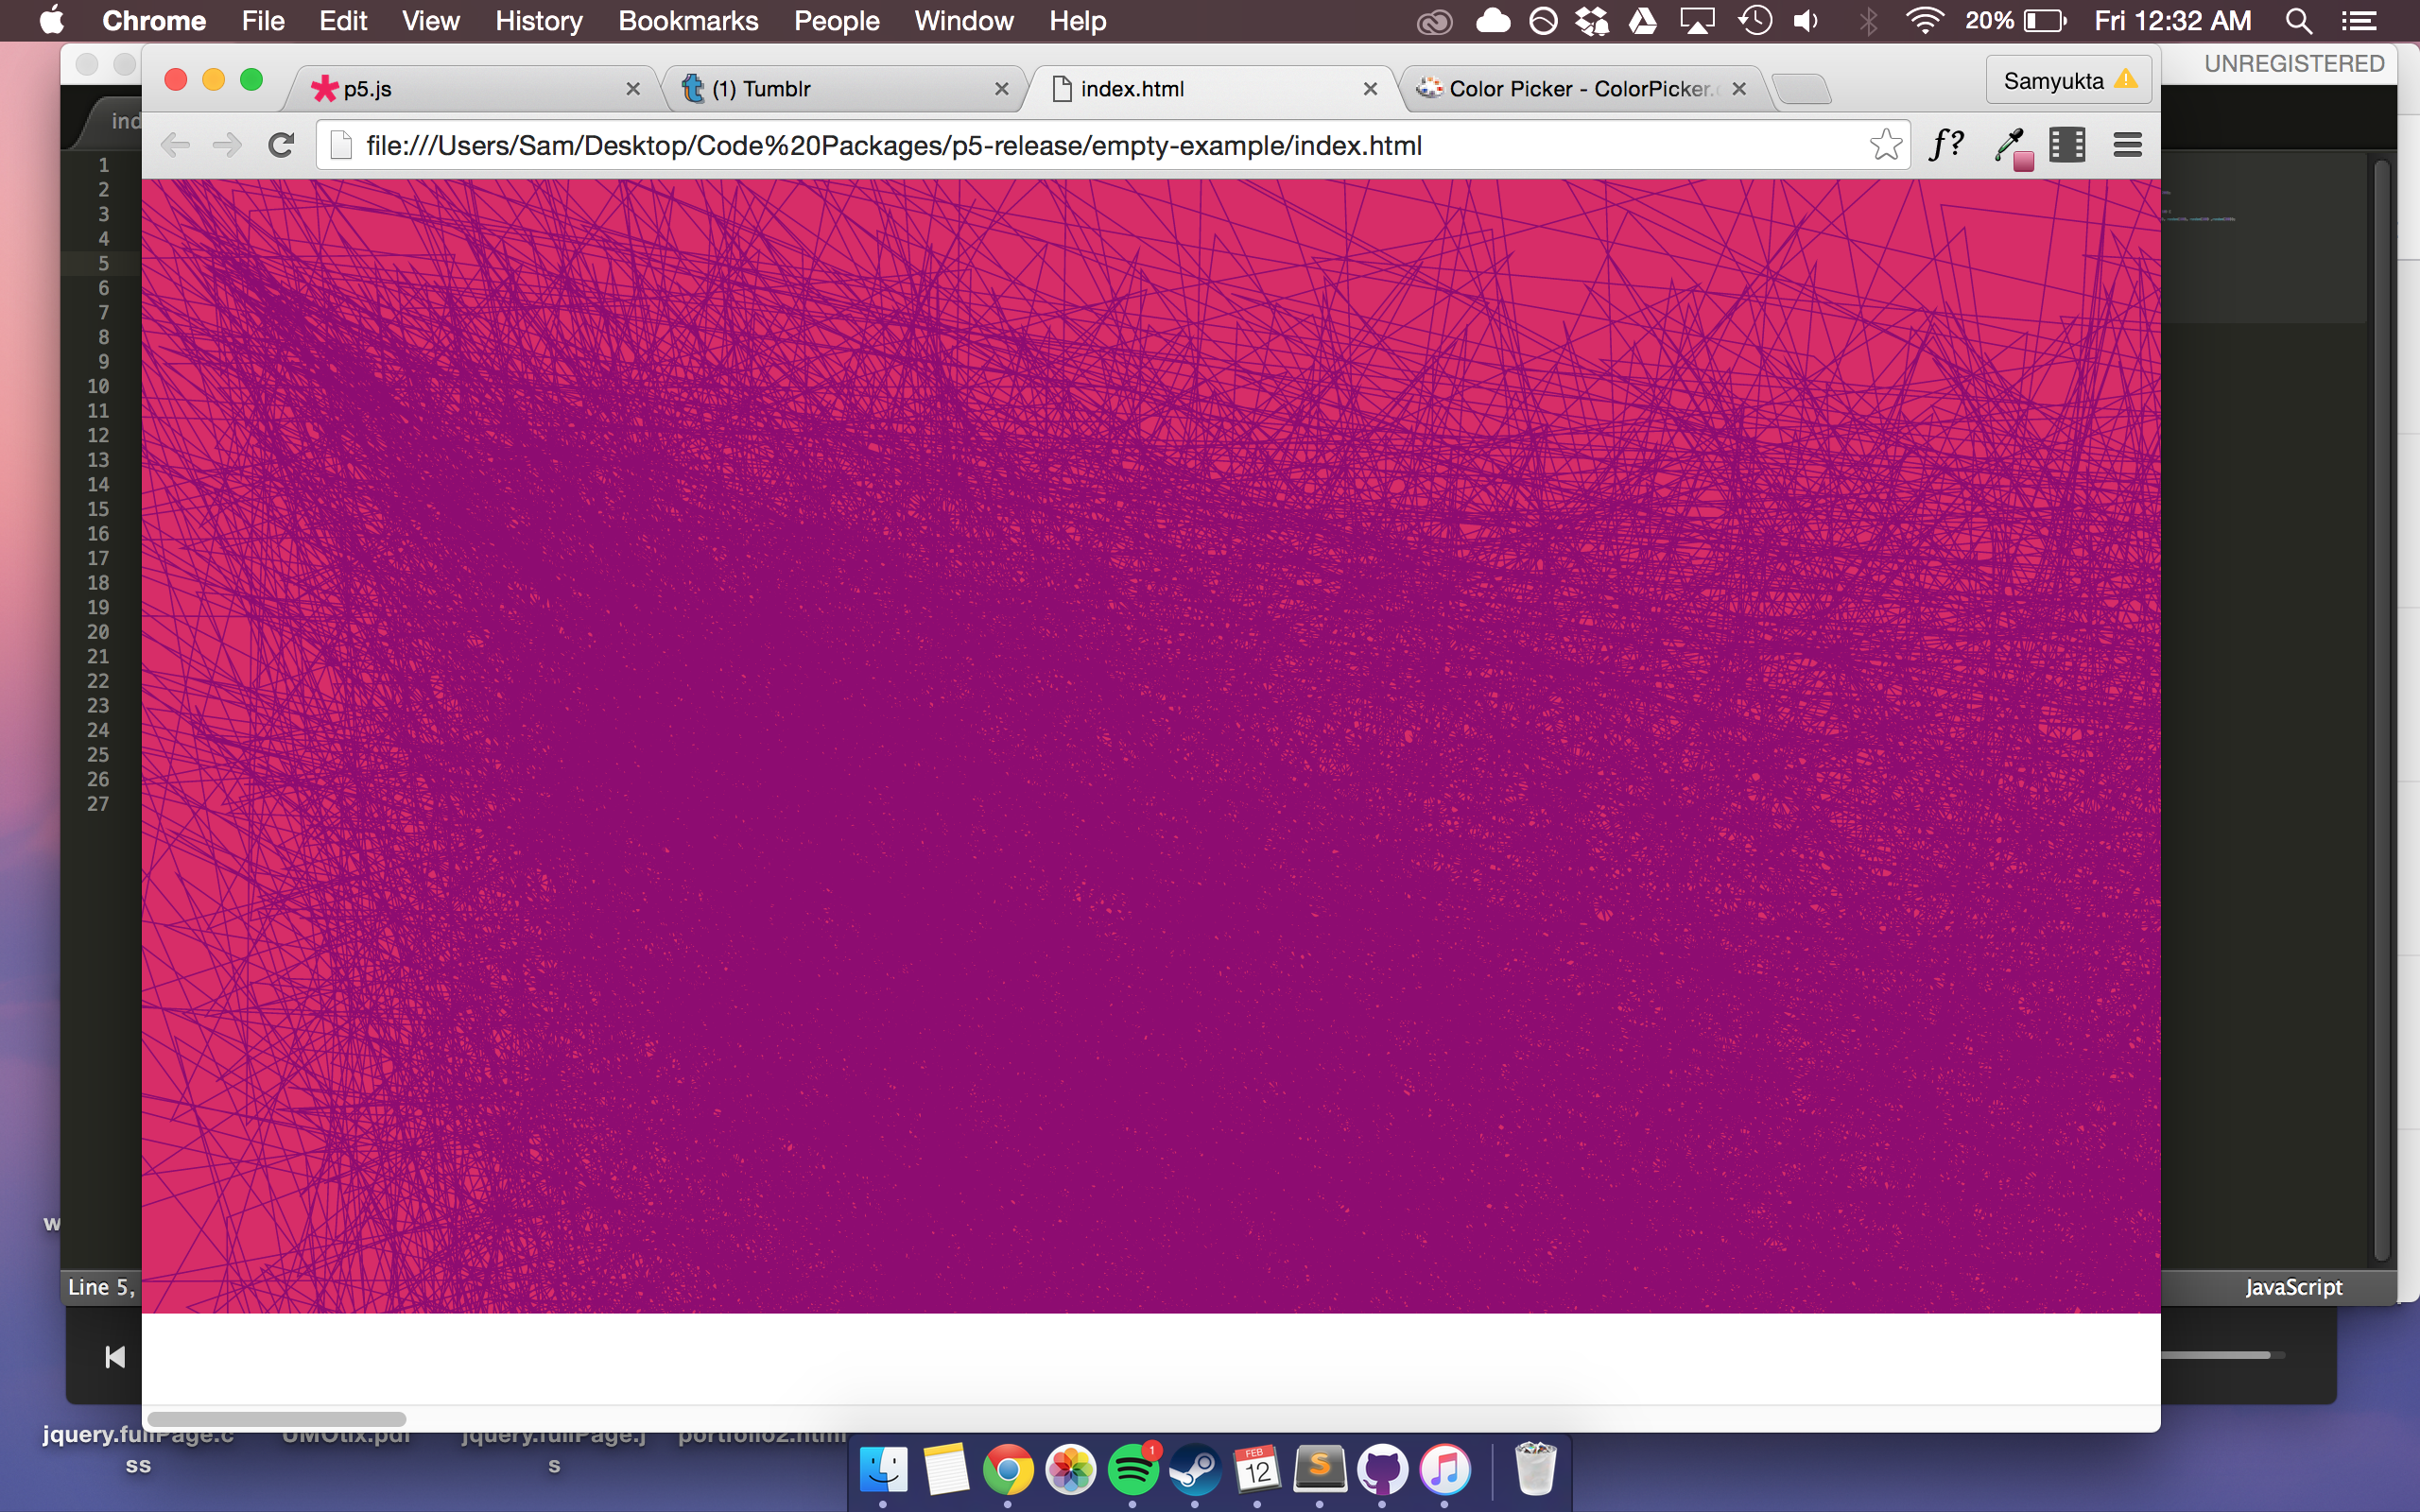 Chrome File Edit View History Bookmarks People Window Help 20% Fri 12:32 AM
UNREGISTERED
p5.js (1) Tumblr index.html Color Picker - ColorPicker. Samyukta
ind
file:///Users/Sam/Desktop/Code%20Packages/p5-release/empty-example/index.html f?
1
2
3
4
5
6
7
8
9
10
11
12
13
14
15
16
17
18
19
20
21
22
23
24
25
26
27
w
Line 5, JavaScript
jquery.fullPage.c UMOtix.pdf jquery.fullPage.j portfolio2.html
ss s
1
FEB
12
S